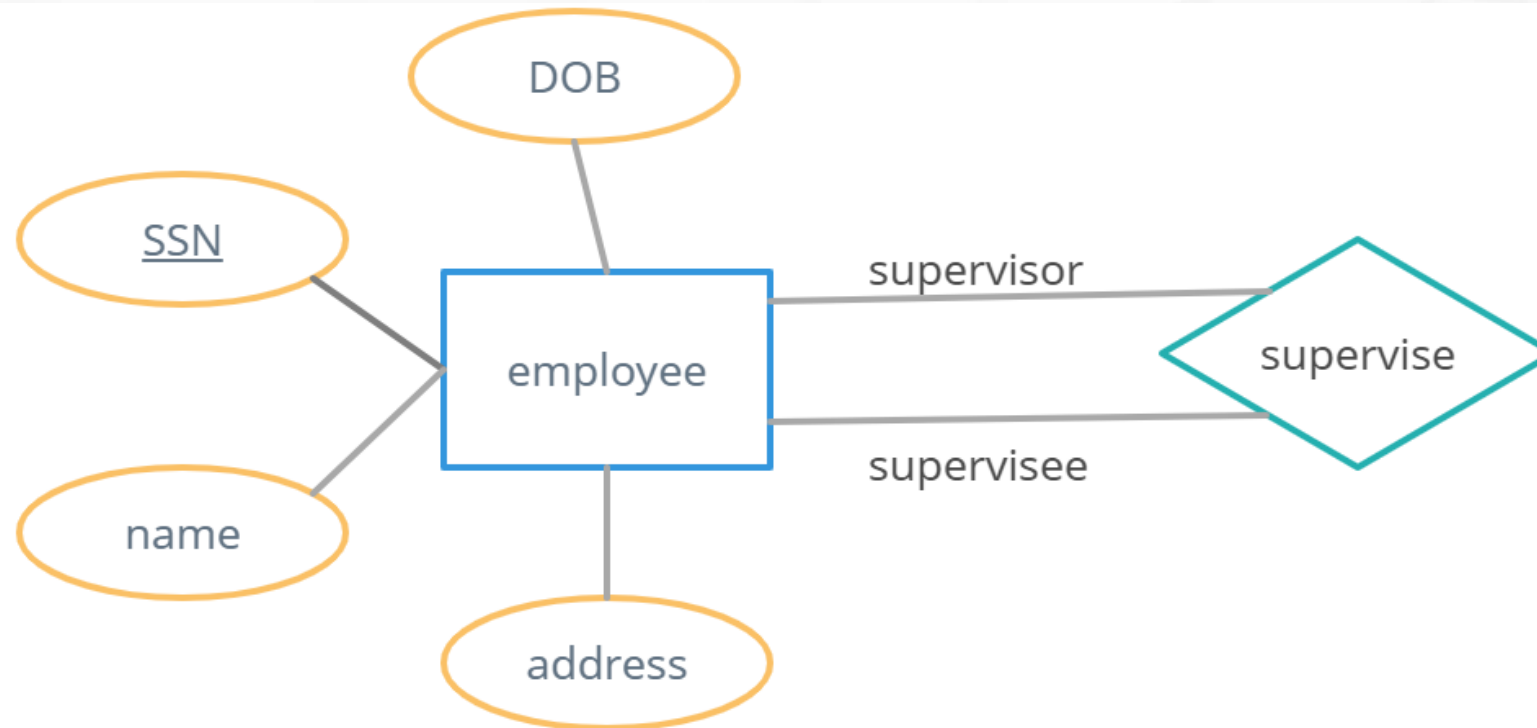 DOB
SSN
supervisor
employee
supervise
supervisee
name
address